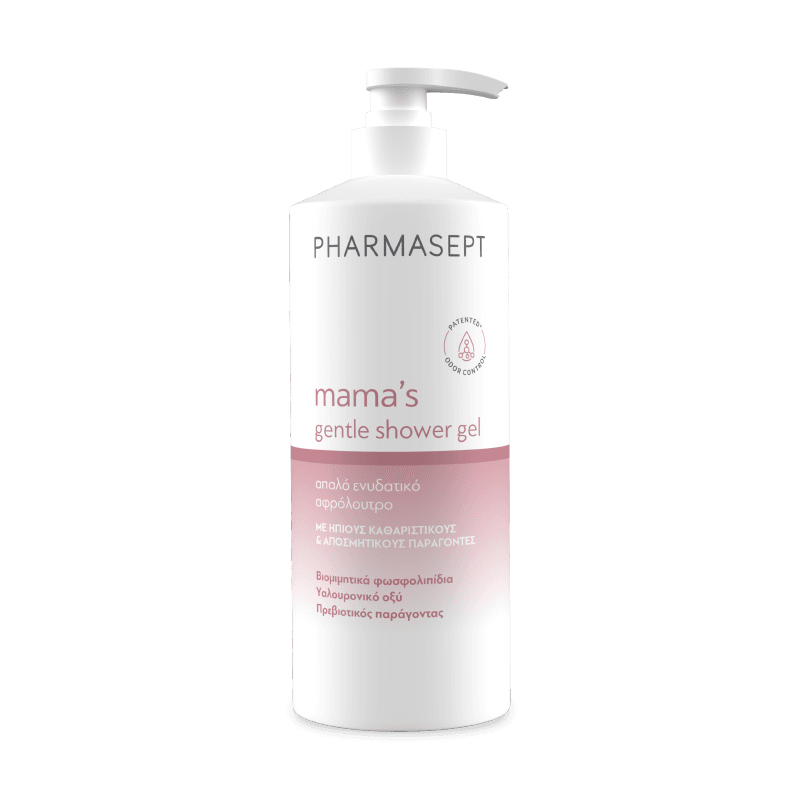 PHARMASEPT
PATENTED*
ODOR CONTROL
mama's
gentle shower gel
απαλό ενυδατικό
αφρόλουτρο
ΜΕ ΗΠΙΟΥΣ ΚΑΘΑΡΙΣΤΙΚΟΥΣ
& ΑΠΟΣΜΗΤΙΚΟΥΣ ΠΑΡΑΓΟΝΤΕΣ
Βιομιμητικά φωσφολιπίδια
Υαλουρονικό οξύ
Πρεβιοτικός παράγοντας